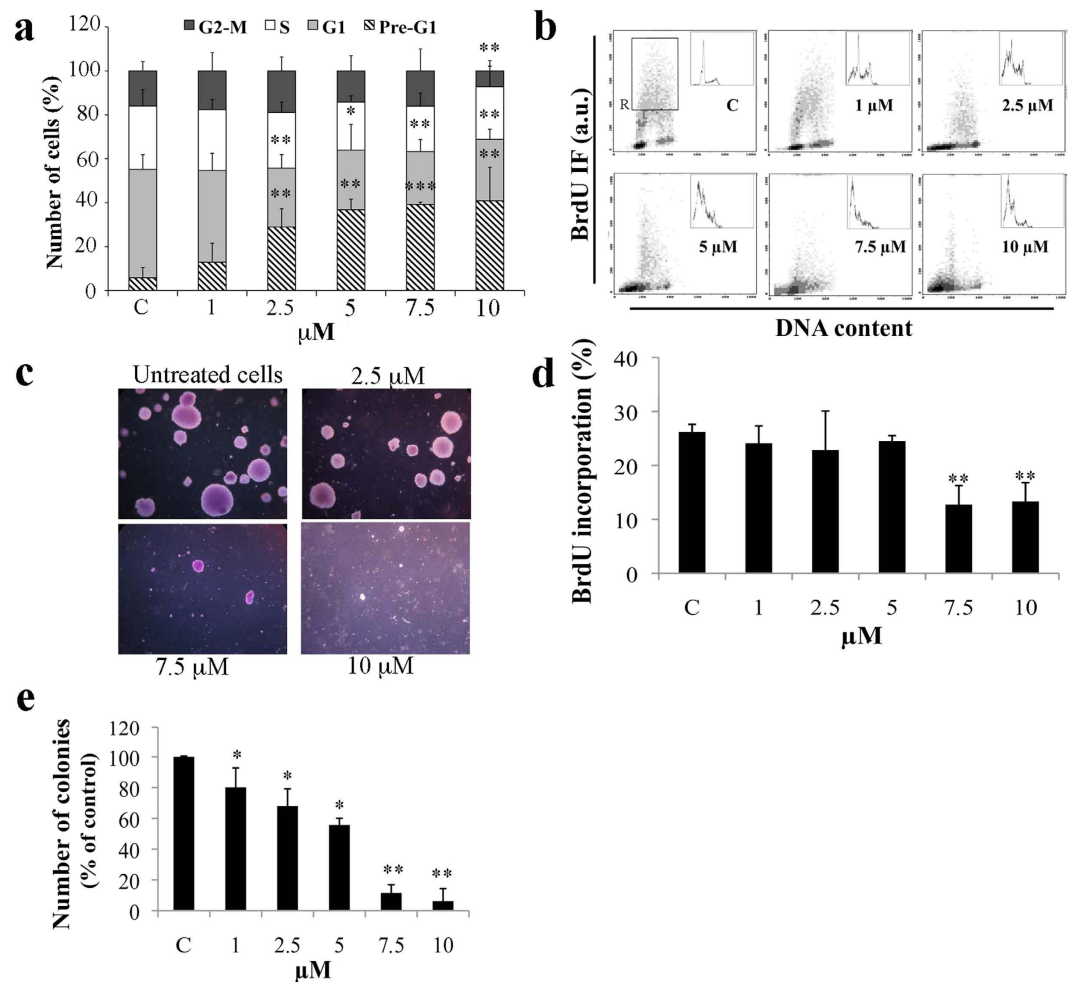 a
G2-M S G1 Pre-G1
Number of cells (%)
120
100
80
60
40
20
0
** 
** * ** **
** ** *** **
C 1 2.5 5 7.5 10
µM
b
BrdU IF (a.u.)
R
C
1 µM
2.5 µM
5 µM
7.5 µM
10 µM
DNA content
c
Untreated cells
2.5 µM
7.5 µM
10 µM
d
BrdU incorporation (%)
40
30
20
10
0
** **
C 1 2.5 5 7.5 10
µM
e
Number of colonies
(% of control)
120
100
80
60
40
20
0
* * * ** **
C 1 2.5 5 7.5 10
µM